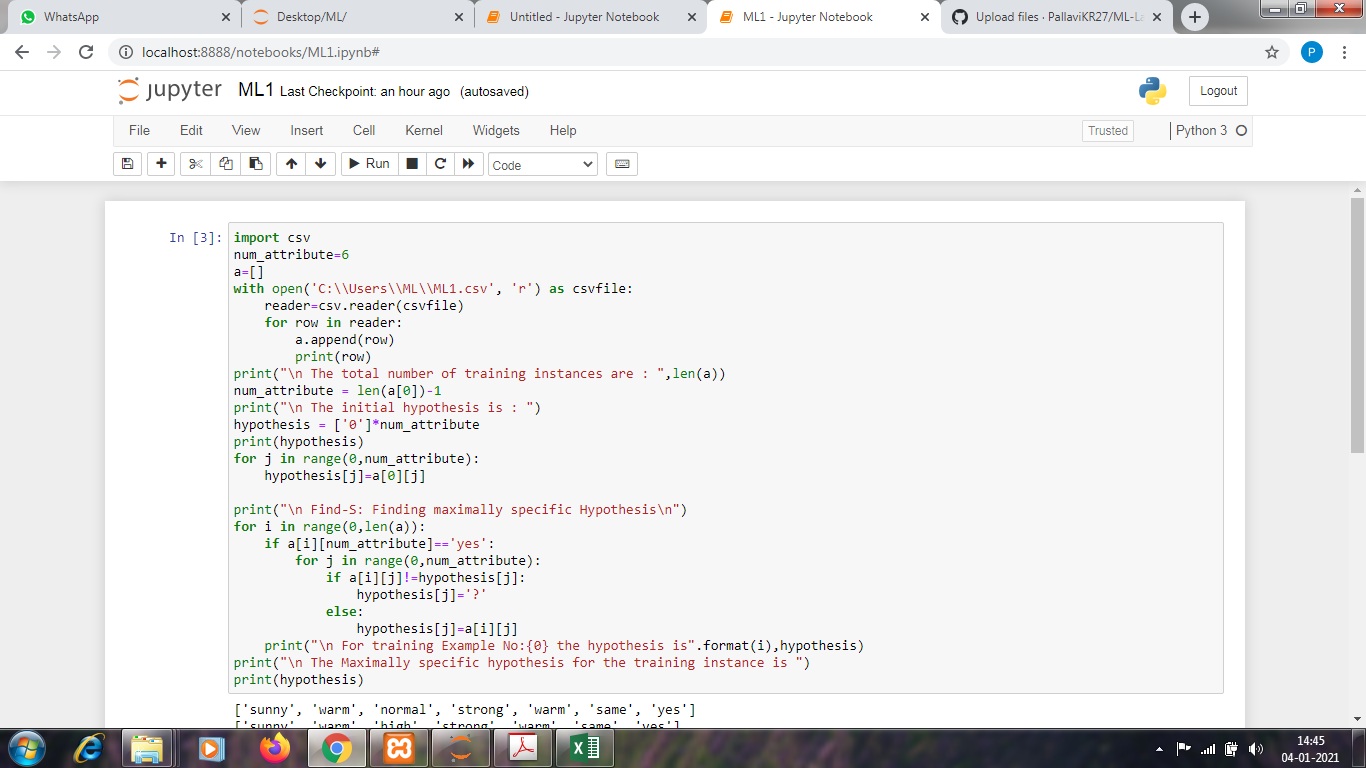 WhatsApp
Desktop/ML/
Untitled - Jupyter Notebook
ML1 - Jupyter Notebook
Upload files · PallaviKR27/ML-La
localhost:8888/notebooks/ML1.ipynb#
P
jupyter ML1 Last Checkpoint: an hour ago (autosaved)
Logout
File Edit View Insert Cell Kernel Widgets Help
Trusted
Python 3
Run
Code
In [3]:
import csv
num_attribute=6
a=[]
with open('C:\\Users\\ML\\ML1.csv', 'r') as csvfile:
    reader=csv.reader(csvfile)
    for row in reader:
        a.append(row)
        print(row)
print("\n The total number of training instances are : ",len(a))
num_attribute = len(a[0])-1
print("\n The initial hypothesis is : ")
hypothesis = ['0']*num_attribute
print(hypothesis)
for j in range(0,num_attribute):
    hypothesis[j]=a[0][j]
print("\n Find-S: Finding maximally specific Hypothesis\n")
for i in range(0,len(a)):
    if a[i][num_attribute]=='yes':
        for j in range(0,num_attribute):
            if a[i][j]!=hypothesis[j]:
                hypothesis[j]='?'
            else:
                hypothesis[j]=a[i][j]
    print("\n For training Example No:{0} the hypothesis is".format(i),hypothesis)
print("\n The Maximally specific hypothesis for the training instance is ")
print(hypothesis)
['sunny', 'warm', 'normal', 'strong', 'warm', 'same', 'yes']
['sunny', 'warm', 'high', 'strong', 'warm', 'same', 'yes']
14:45
04-01-2021